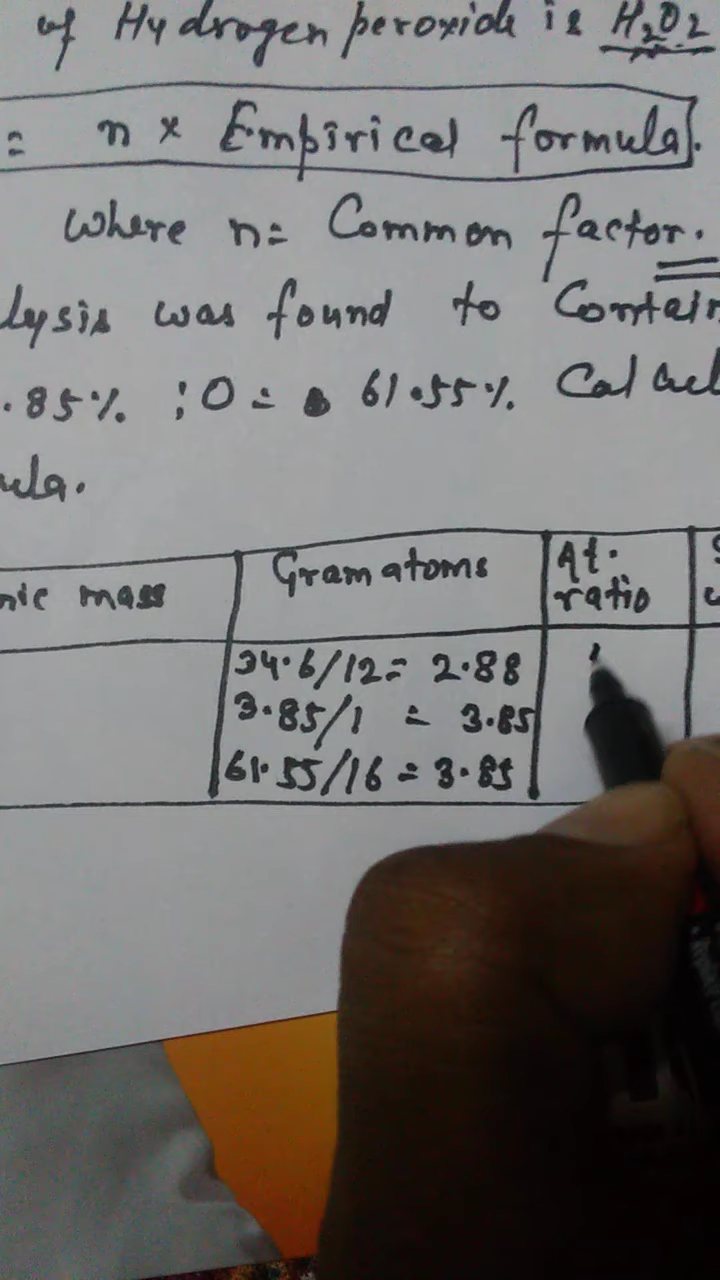 of Hydrogen peroxide is H2O2
= n × Empirical formula.
where n= Common factor.
lysis was found to Contain
.85% ; O = 61.55% Calcul
ula.
nic mass Gramatoms At. ratio
34.6/12= 2.88
3.85/1 = 3.85
61.55/16 = 3.85